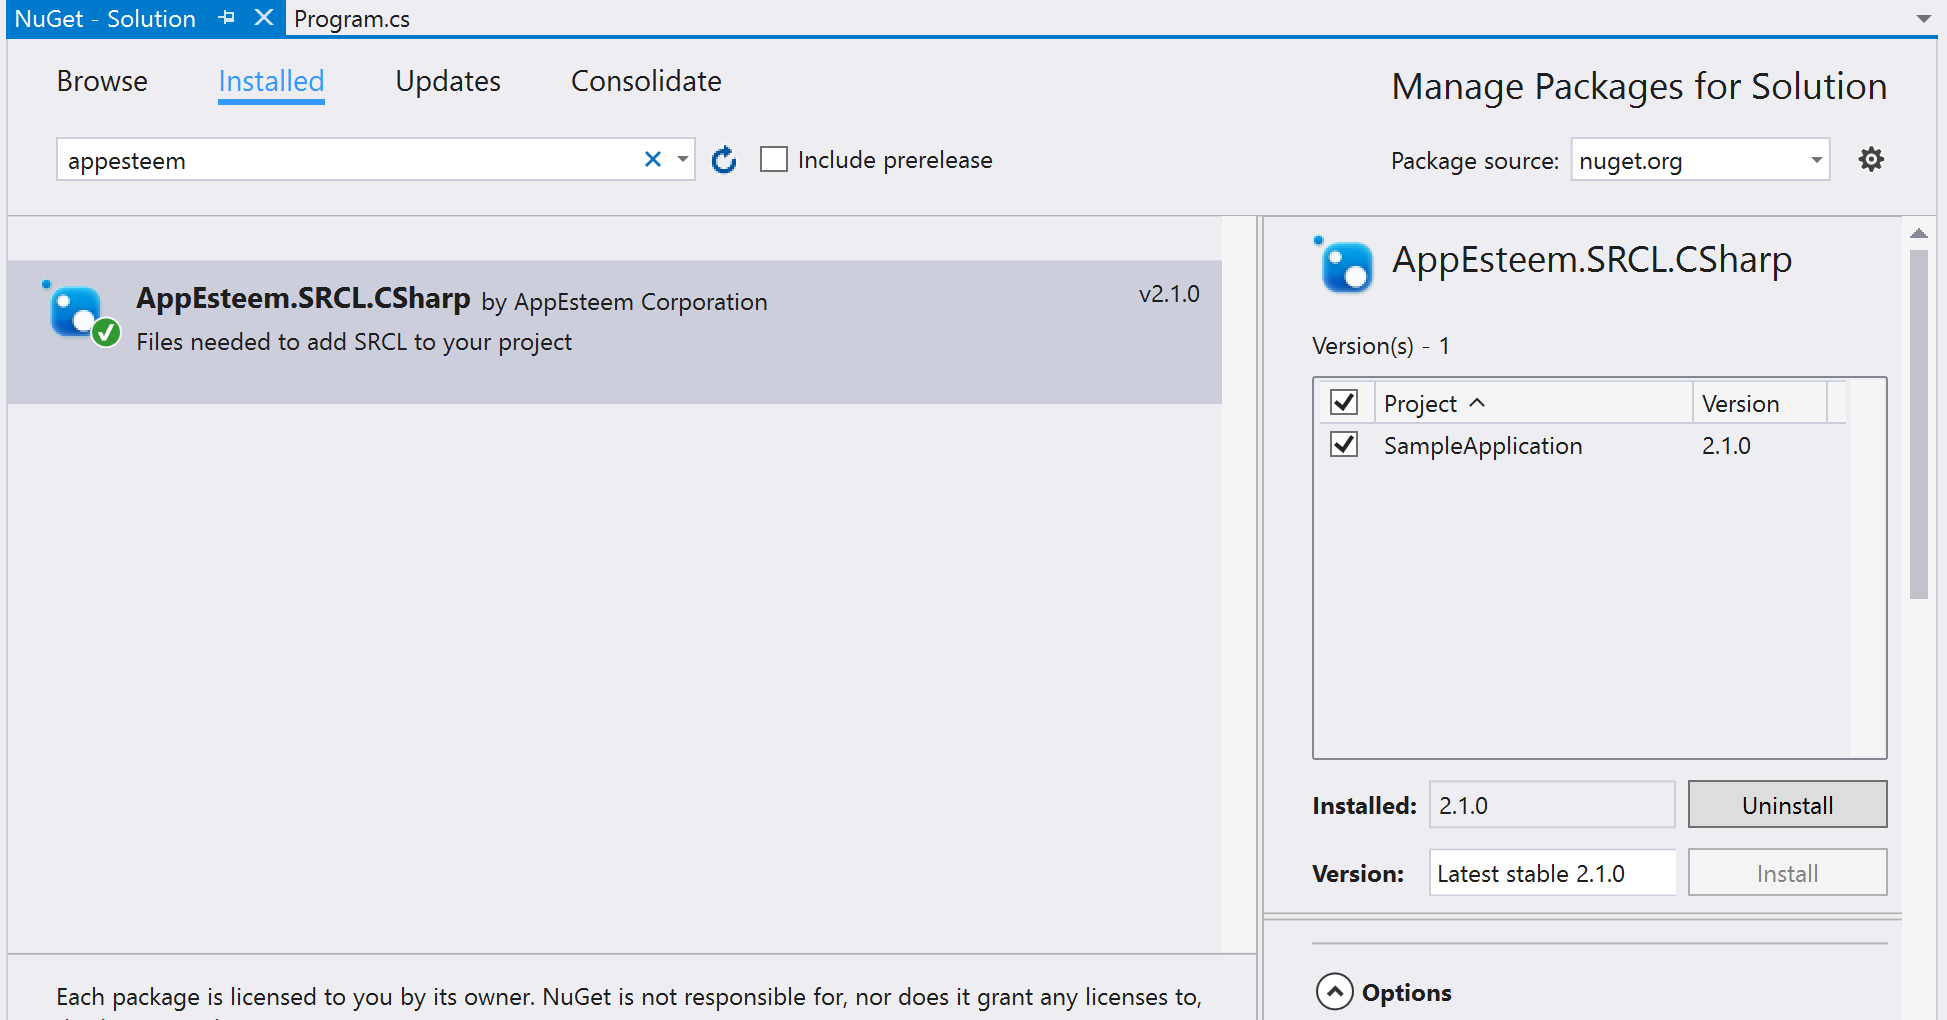 NuGet - Solution
Program.cs
Browse
Installed
Updates
Consolidate
Manage Packages for Solution
appesteem
Include prerelease
Package source:
nuget.org
AppEsteem.SRCL.CSharp by AppEsteem Corporation
v2.1.0
Files needed to add SRCL to your project
AppEsteem.SRCL.CSharp
Version(s) - 1
Project
Version
SampleApplication
2.1.0
Installed:
2.1.0
Uninstall
Version:
Latest stable 2.1.0
Install
Options
Each package is licensed to you by its owner. NuGet is not responsible for, nor does it grant any licenses to,